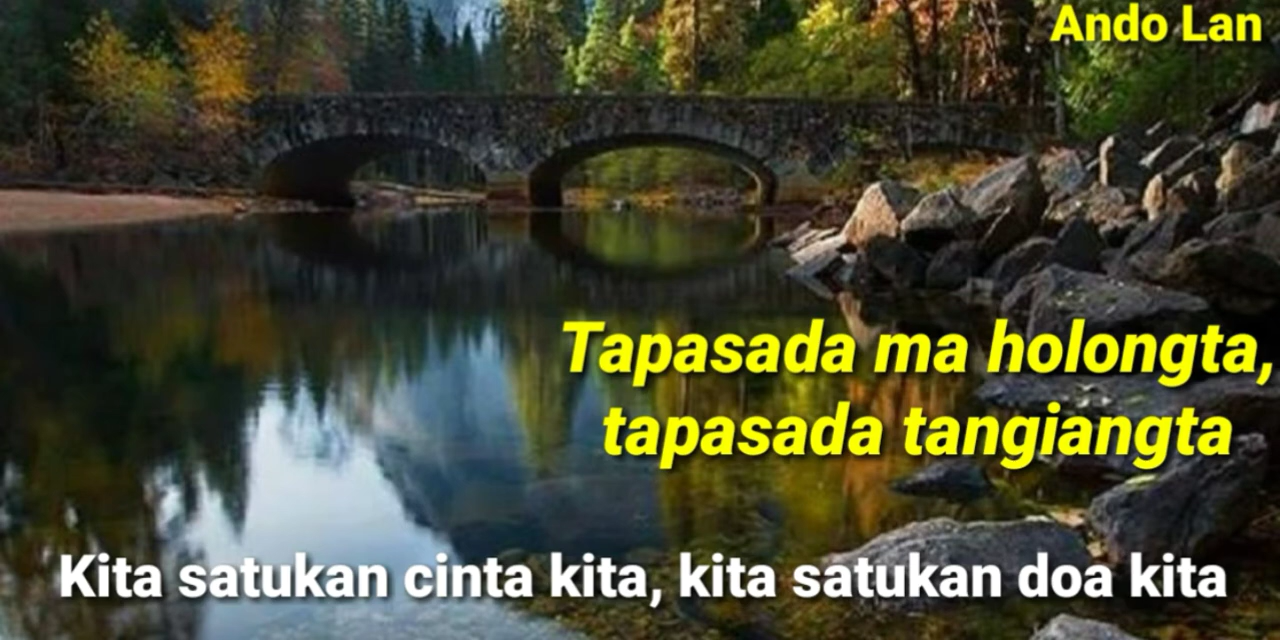 Ando Lan
Tapasada ma holongta,
tapasada tangiangta
Kita satukan cinta kita, kita satukan doa kita